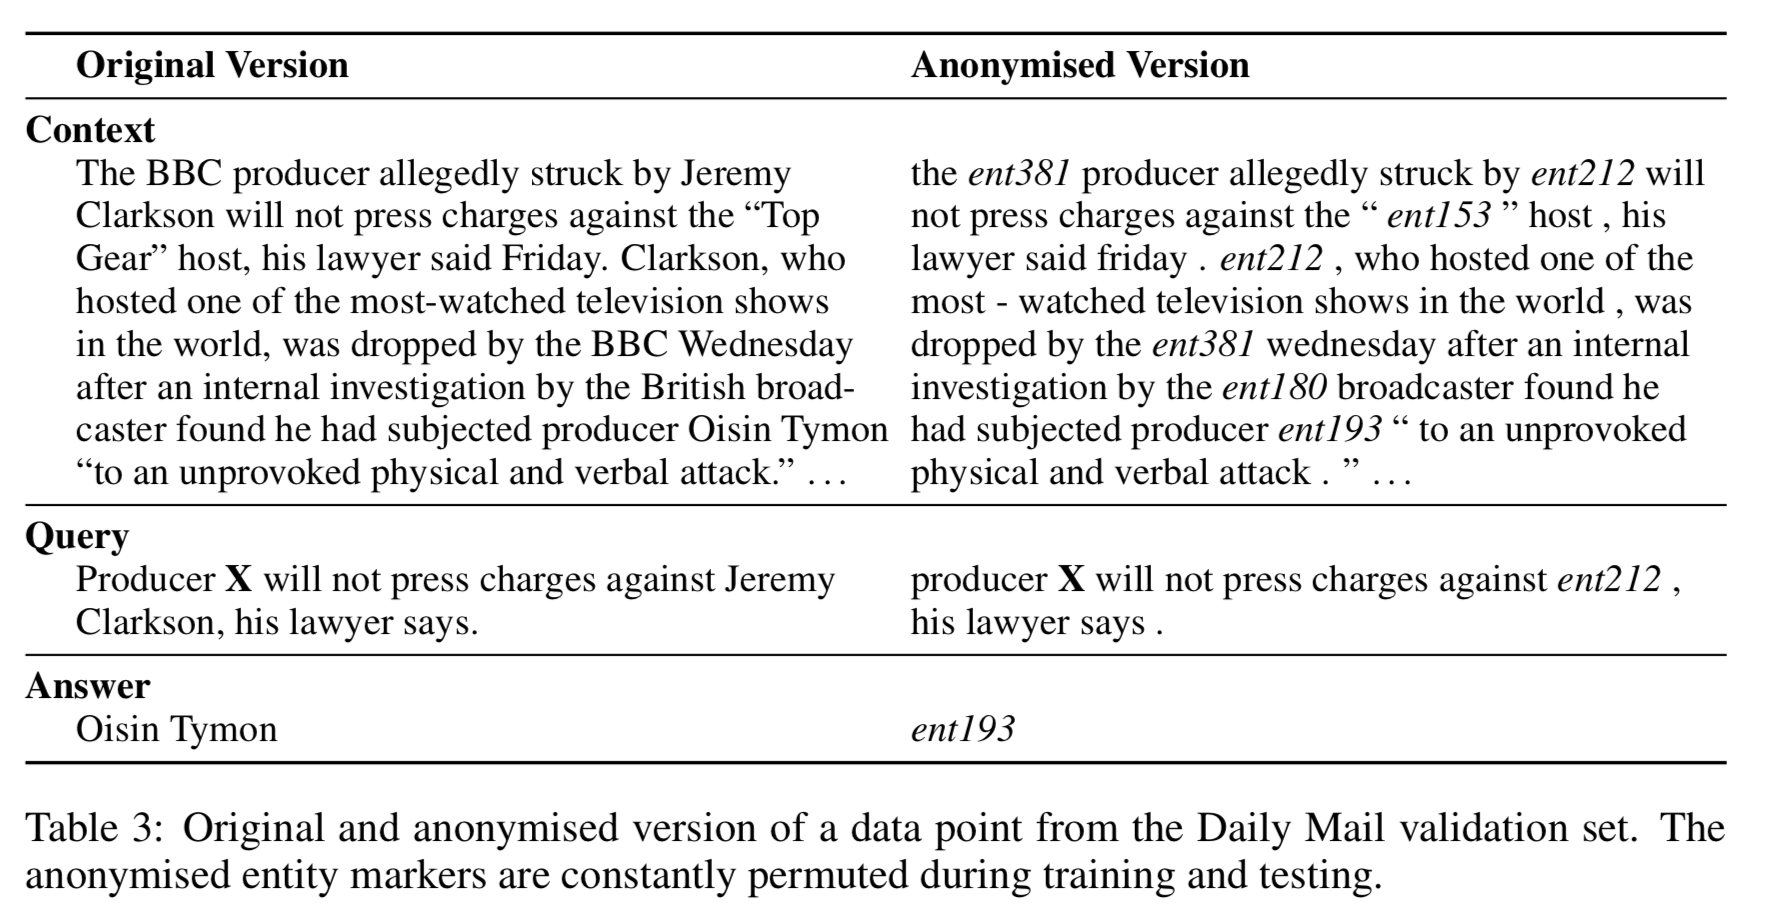 Original Version
Anonymised Version
Context
The BBC producer allegedly struck by Jeremy
Clarkson will not press charges against the “Top
Gear” host, his lawyer said Friday. Clarkson, who
hosted one of the most-watched television shows
in the world, was dropped by the BBC Wednesday
after an internal investigation by the British broad-
caster found he had subjected producer Oisin Tymon
“to an unprovoked physical and verbal attack.” . . .
the ent381 producer allegedly struck by ent212 will
not press charges against the “ ent153 ” host , his
lawyer said friday . ent212 , who hosted one of the
most - watched television shows in the world , was
dropped by the ent381 wednesday after an internal
investigation by the ent180 broadcaster found he
had subjected producer ent193 “ to an unprovoked
physical and verbal attack . ” . . .
Query
Producer X will not press charges against Jeremy
Clarkson, his lawyer says.
producer X will not press charges against ent212 ,
his lawyer says .
Answer
Oisin Tymon
ent193
Table 3: Original and anonymised version of a data point from the Daily Mail validation set. The
anonymised entity markers are constantly permuted during training and testing.